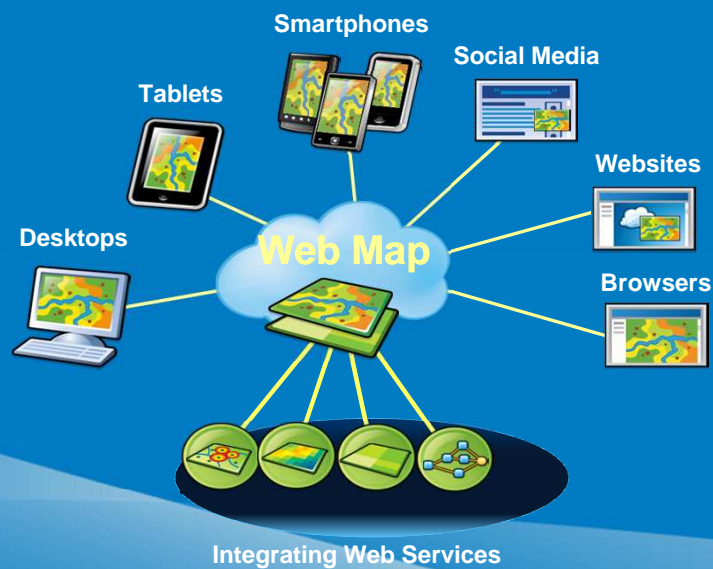 Smartphones
Social Media
Tablets
Websites
Desktops
Web Map
Browsers
Integrating Web Services